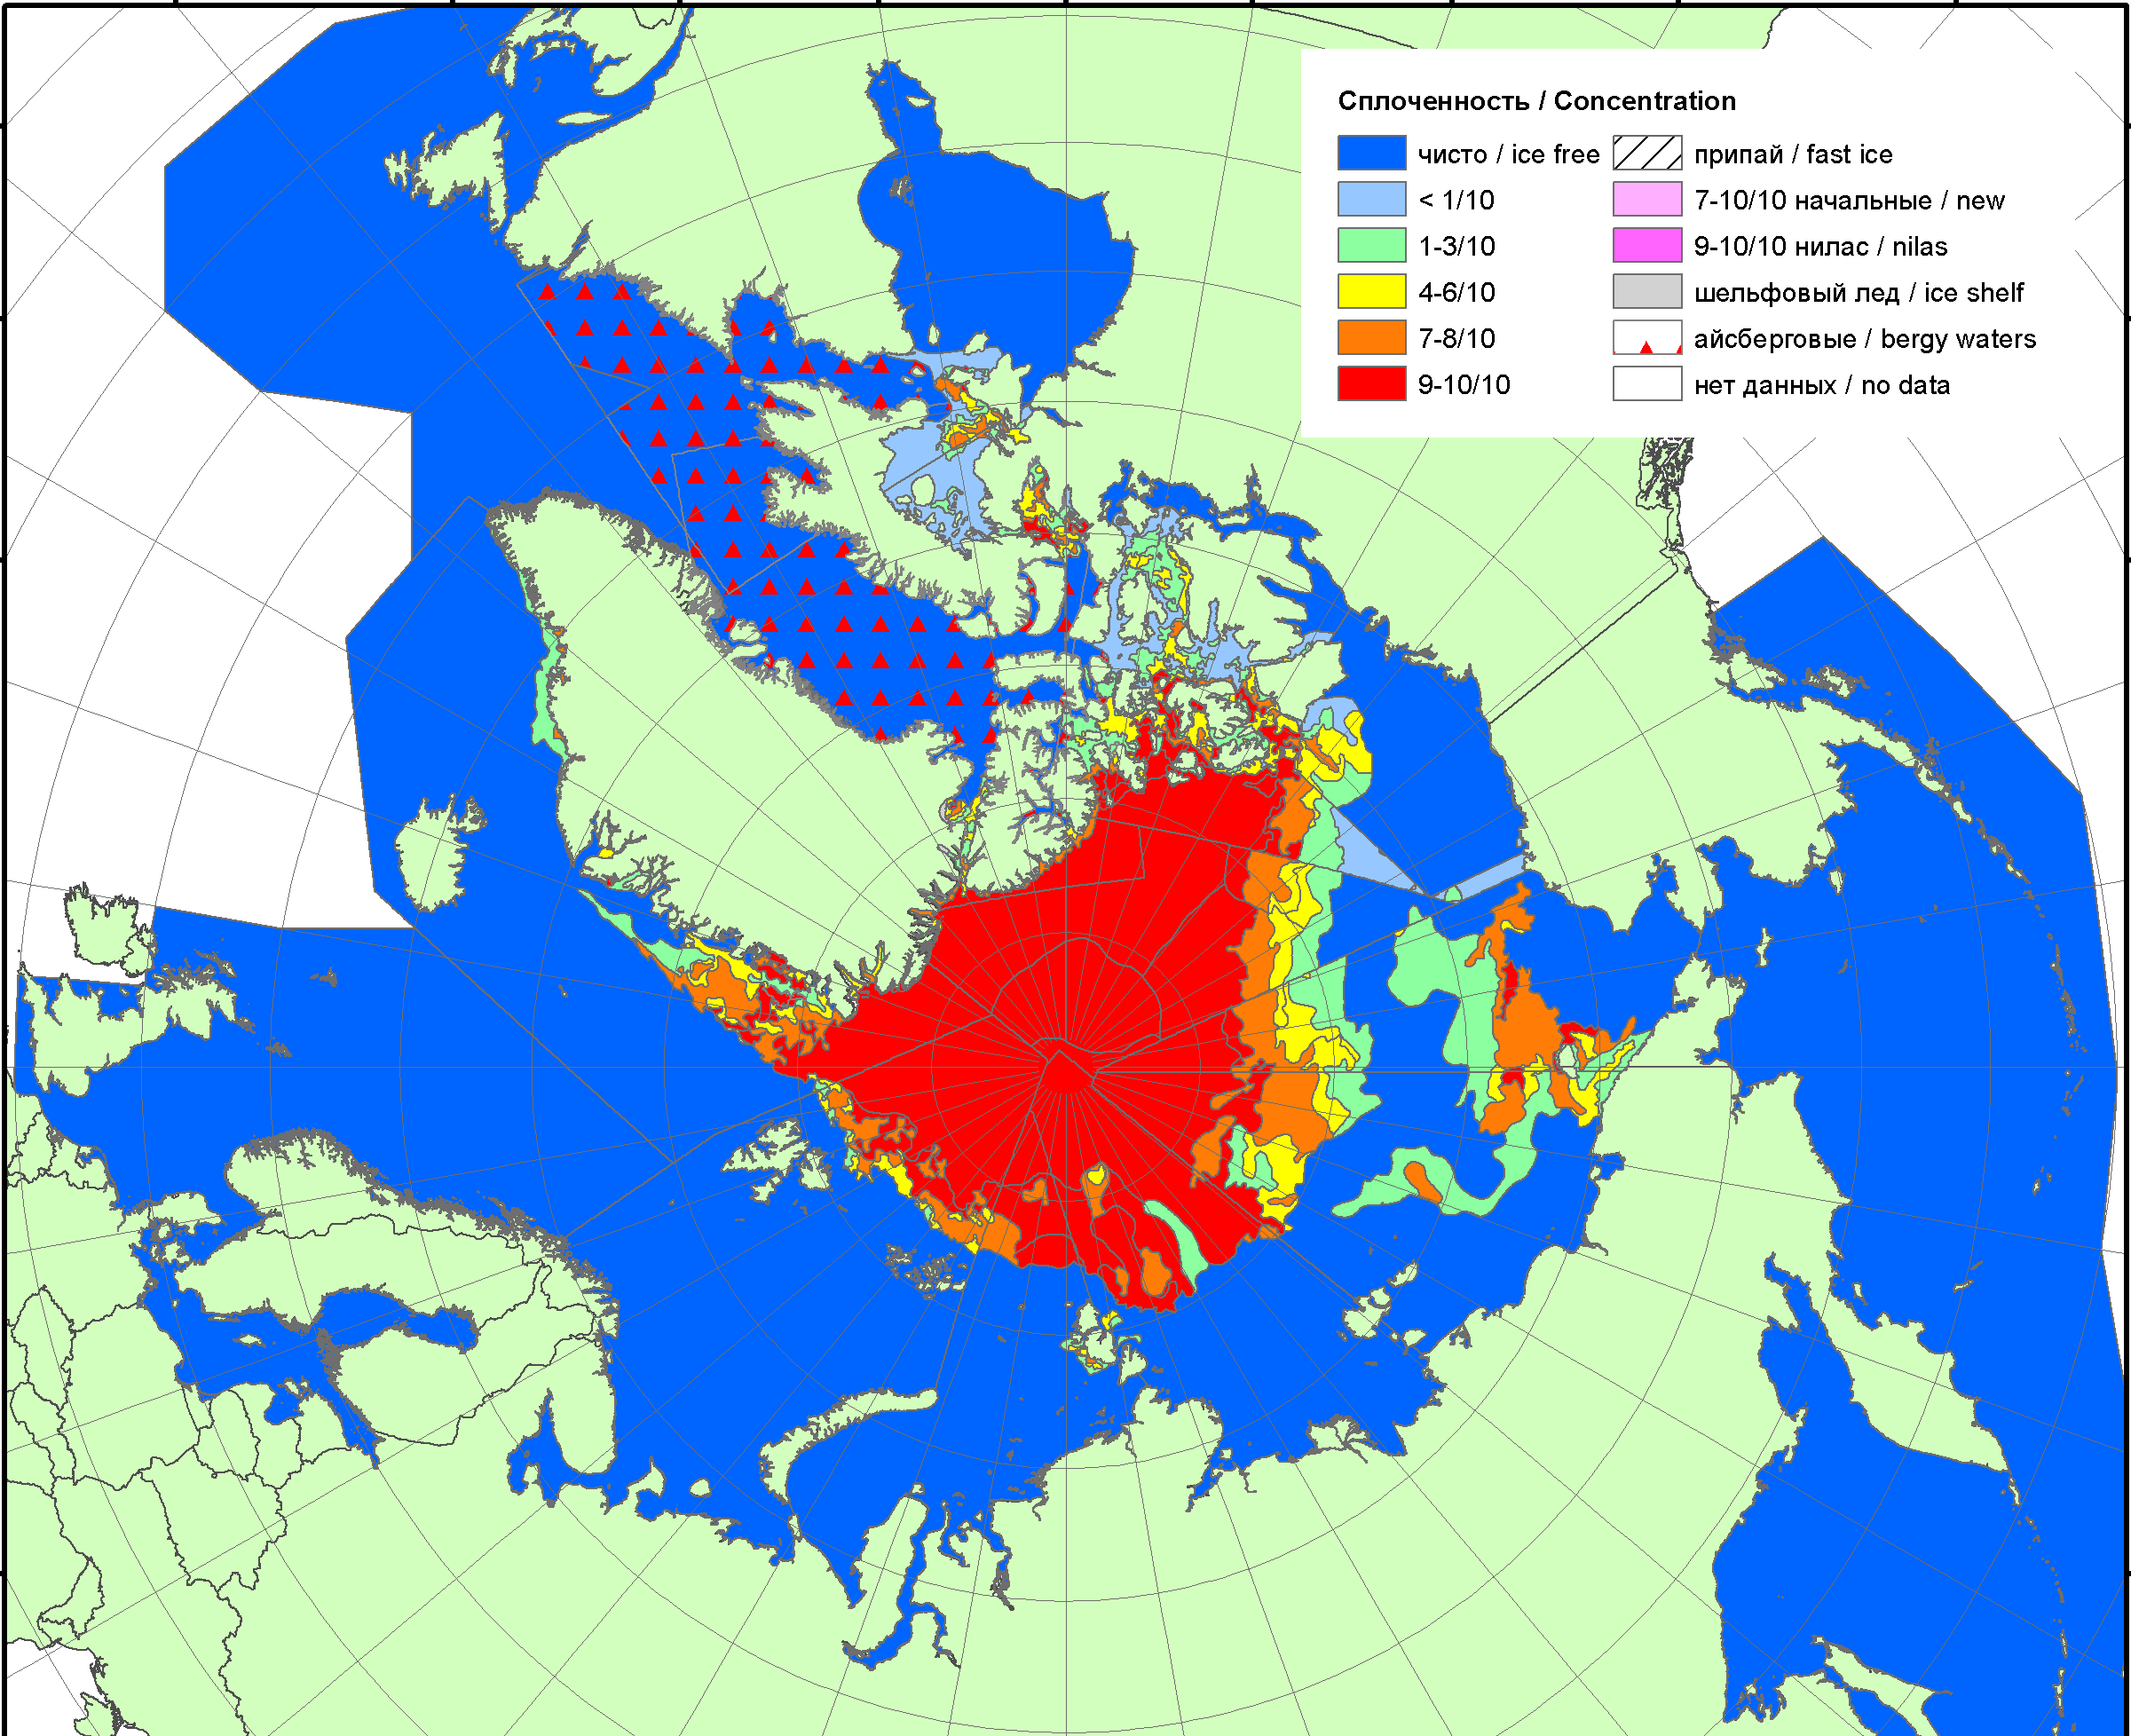 Сплоченность / Concentration
чисто / ice free
< 1/10
1-3/10
4-6/10
7-8/10
9-10/10
припай / fast ice
7-10/10 начальные / new
9-10/10 нилас / nilas
шельфовый лед / ice shelf
айсберговые / bergy waters
нет данных / no data